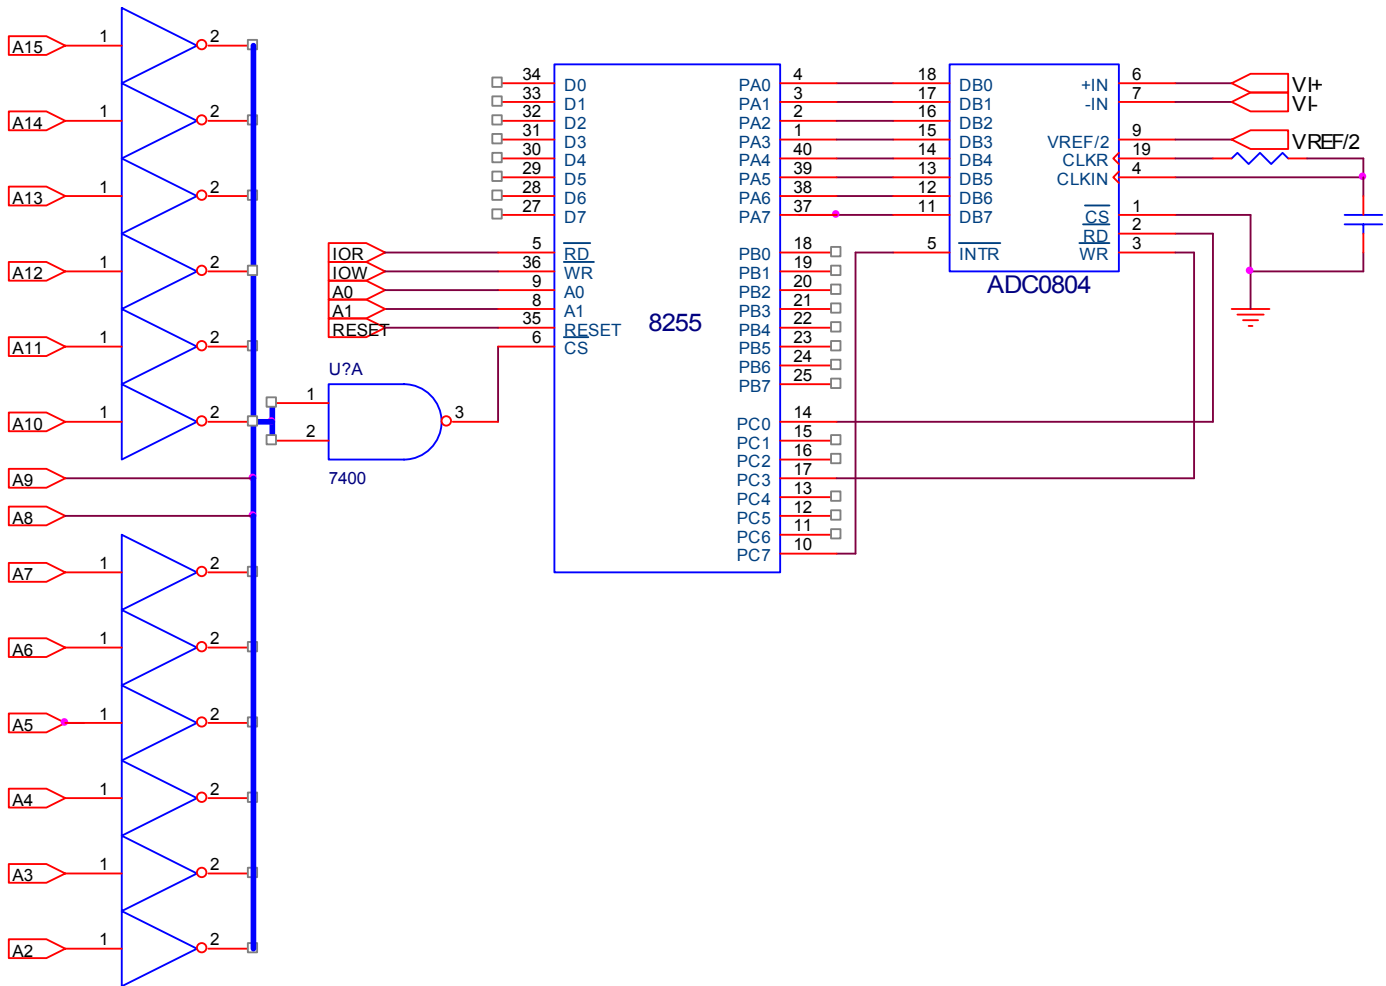 A15 1 2
A14 1 2
A13 1 2
A12 1 2
A11 1 2
A10 1 2
A9
A8
A7 1 2
A6 1 2
A5 1 2
A4 1 2
A3 1 2
A2 1 2
IOR
IOW
A0
A1
RESET
U?A
1
2
3
7400
34 D0
33 D1
32 D2
31 D3
30 D4
29 D5
28 D6
27 D7
5 RD
36 WR
9 A0
8 A1
35 RESET
6 CS
8255
PA0 4
PA1 3
PA2 2
PA3 1
PA4 40
PA5 39
PA6 38
PA7 37
PB0 18
PB1 19
PB2 20
PB3 21
PB4 22
PB5 23
PB6 24
PB7 25
PC0 14
PC1 15
PC2 16
PC3 17
PC4 13
PC5 12
PC6 11
PC7 10
18 DB0
17 DB1
16 DB2
15 DB3
14 DB4
13 DB5
12 DB6
11 DB7
5 INTR
+IN 6
-IN 7
VREF/2 9
CLKR 19
CLKIN 4
CS 1
RD 2
WR 3
ADC0804
VI+
VI-
VREF/2